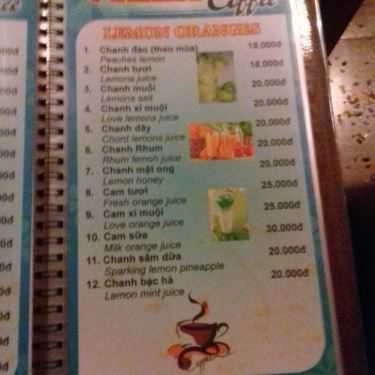 Caffe
LEMON ORANGES
1. Chanh đào (theo mùa) 18.000đ
Peaches lemon
2. Chanh tươi 18.000đ
Lemons juice
3. Chanh muối 20.000đ
Lemons salt
4. Chanh xí muội 20.000đ
Love lemons juice
5. Chanh dây 20.000đ
Chord lemons juice
6. Chanh Rhum 20.000đ
Rhum lemon juice
7. Chanh mật ong 20.000đ
Lemon honey
8. Cam tươi 25.000đ
Fresh orange juice
9. Cam xí muội 25.000đ
Love orange juice
10. Cam sữa 30.000đ
Milk orange juice
11. Chanh sâm dứa 20.000đ
Sparking lemon pineapple
12. Chanh bạc hà 20.000đ
Lemon mint juice